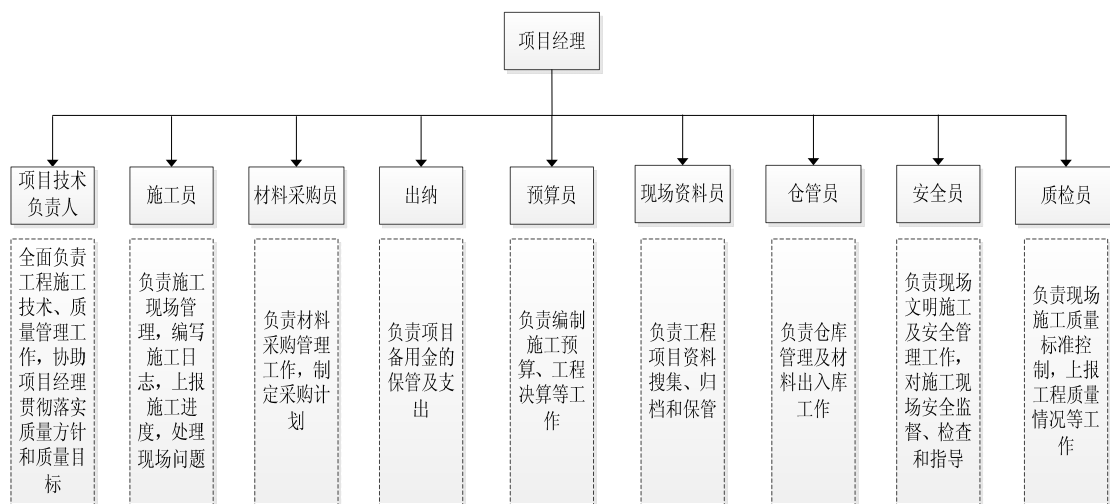 项目经理
项目技术
负责人
施工员
材料采购员
出纳
预算员
现场资料员
仓管员
安全员
质检员
全面负责
工程施工
技术、质
量管理工
作，协助
项目经理
贯彻落实
质量方针
和质量目
标
负责施工
现场管
理，编写
施工日
志，上报
施工进
度，处理
现场问题
负责材料
采购管理
工作，制
定采购计
划
负责项目
备用金的
保管及支
出
负责编制
施工预
算、工程
决算等工
作
负责工程
项目资料
搜集、归
档和保管
负责仓库
管理及材
料出入库
工作
负责现场
文明施工
及安全管
理工作，
对施工现
场安全监
督、检查
和指导
负责现场
施工质量
标准控
制，上报
工程质量
情况等工
作